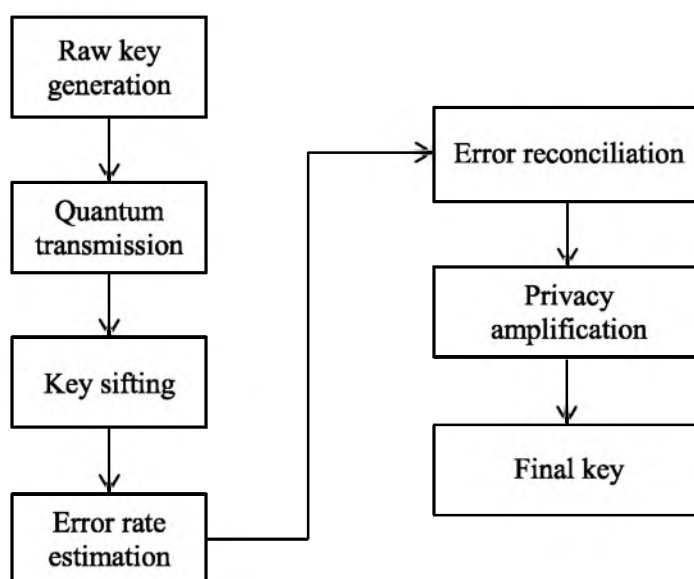 Raw key
generation
Quantum
transmission
Key sifting
Error rate
estimation
Error reconciliation
Privacy
amplification
Final key